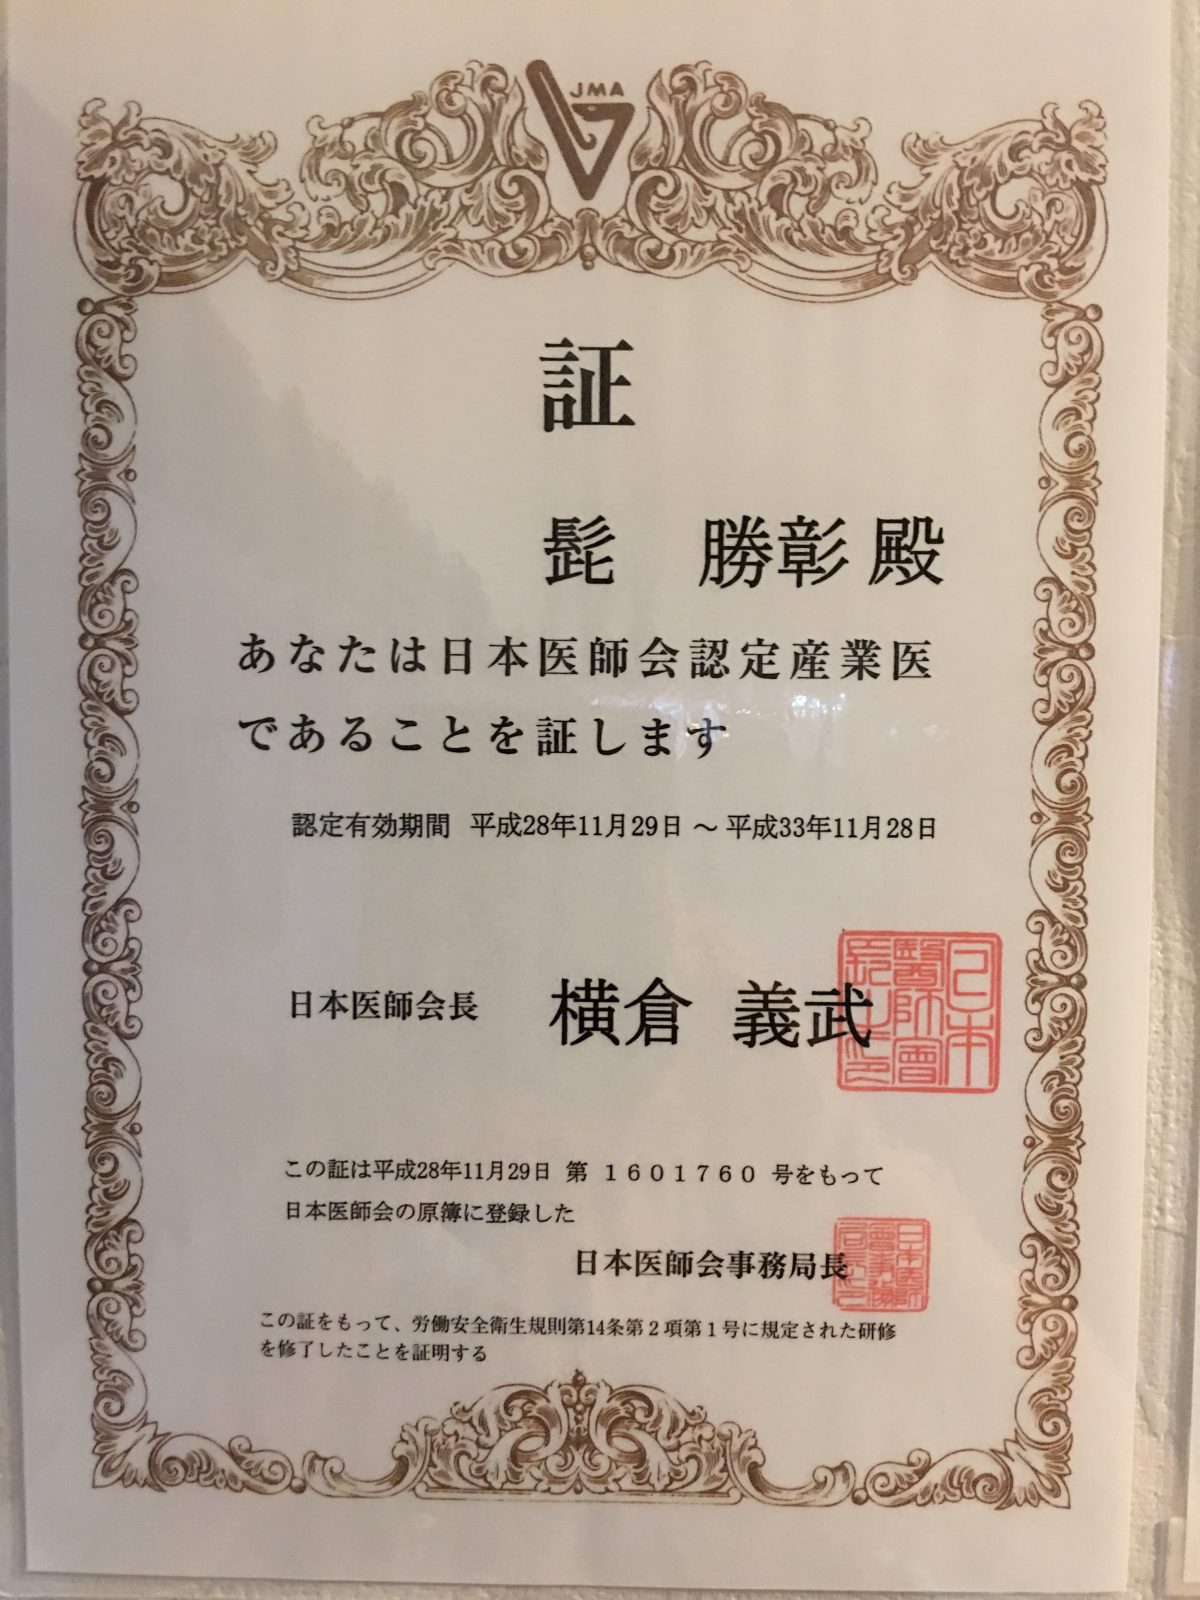 JMA
証
髭 勝彰 殿
あなたは日本医師会認定産業医
であることを証します
認定有効期間 平成28年11月29日 ～ 平成33年11月28日
日本医師会長 横倉 義武
日本醫師會長之印
この証は平成28年11月29日 第 1601760 号をもって
日本医師会の原簿に登録した
日本医師会事務局長
この証をもって、労働安全衛生規則第14条第2項第1号に規定された研修
を修了したことを証明する